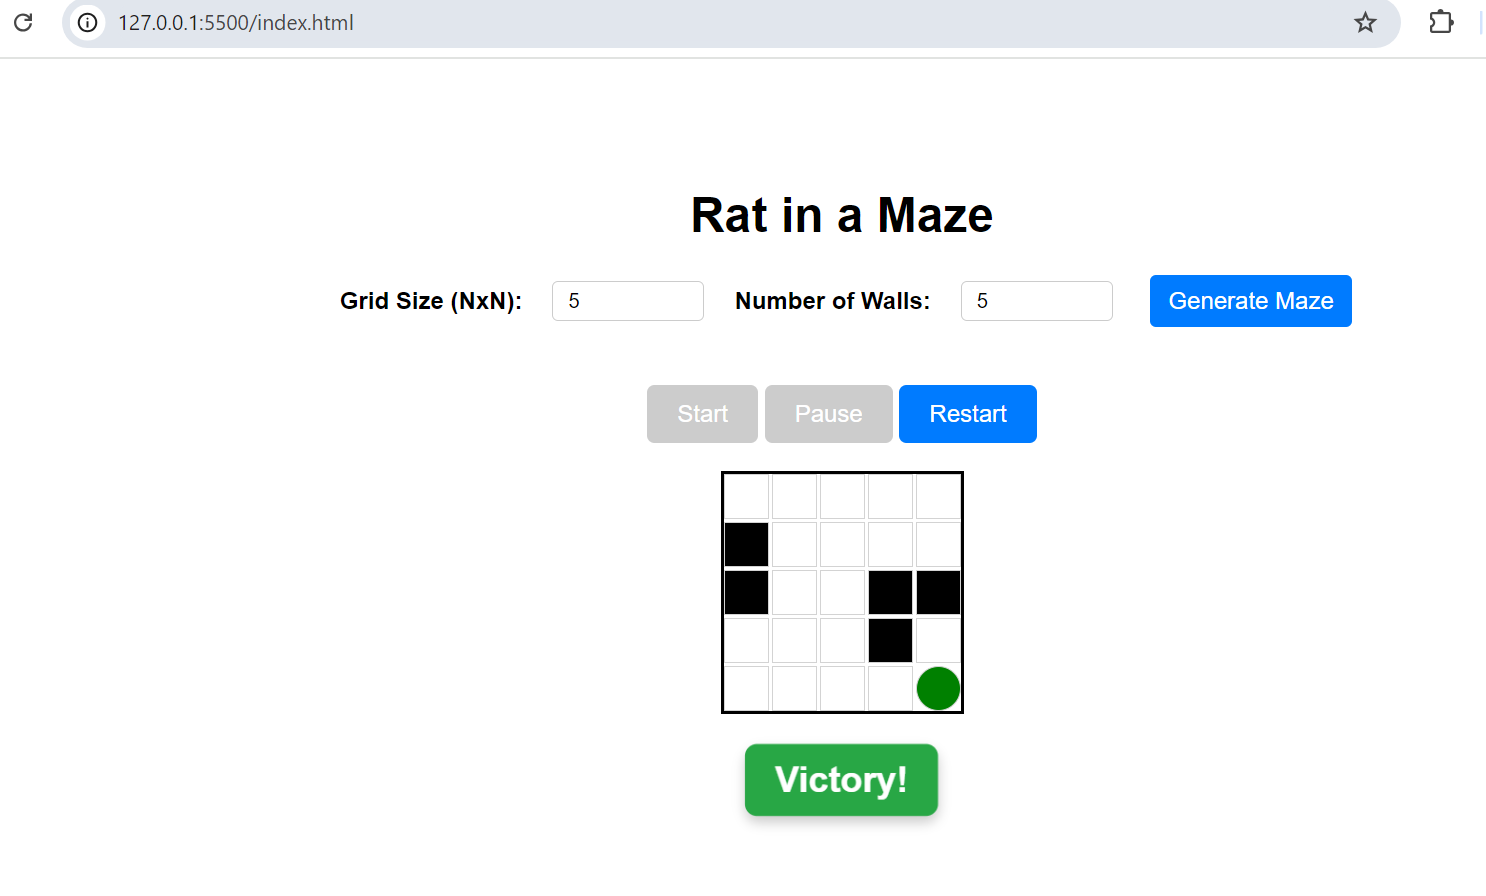 127.0.0.1:5500/index.html
Rat in a Maze
Grid Size (NxN): 5 Number of Walls: 5 Generate Maze
Start Pause Restart
Victory!